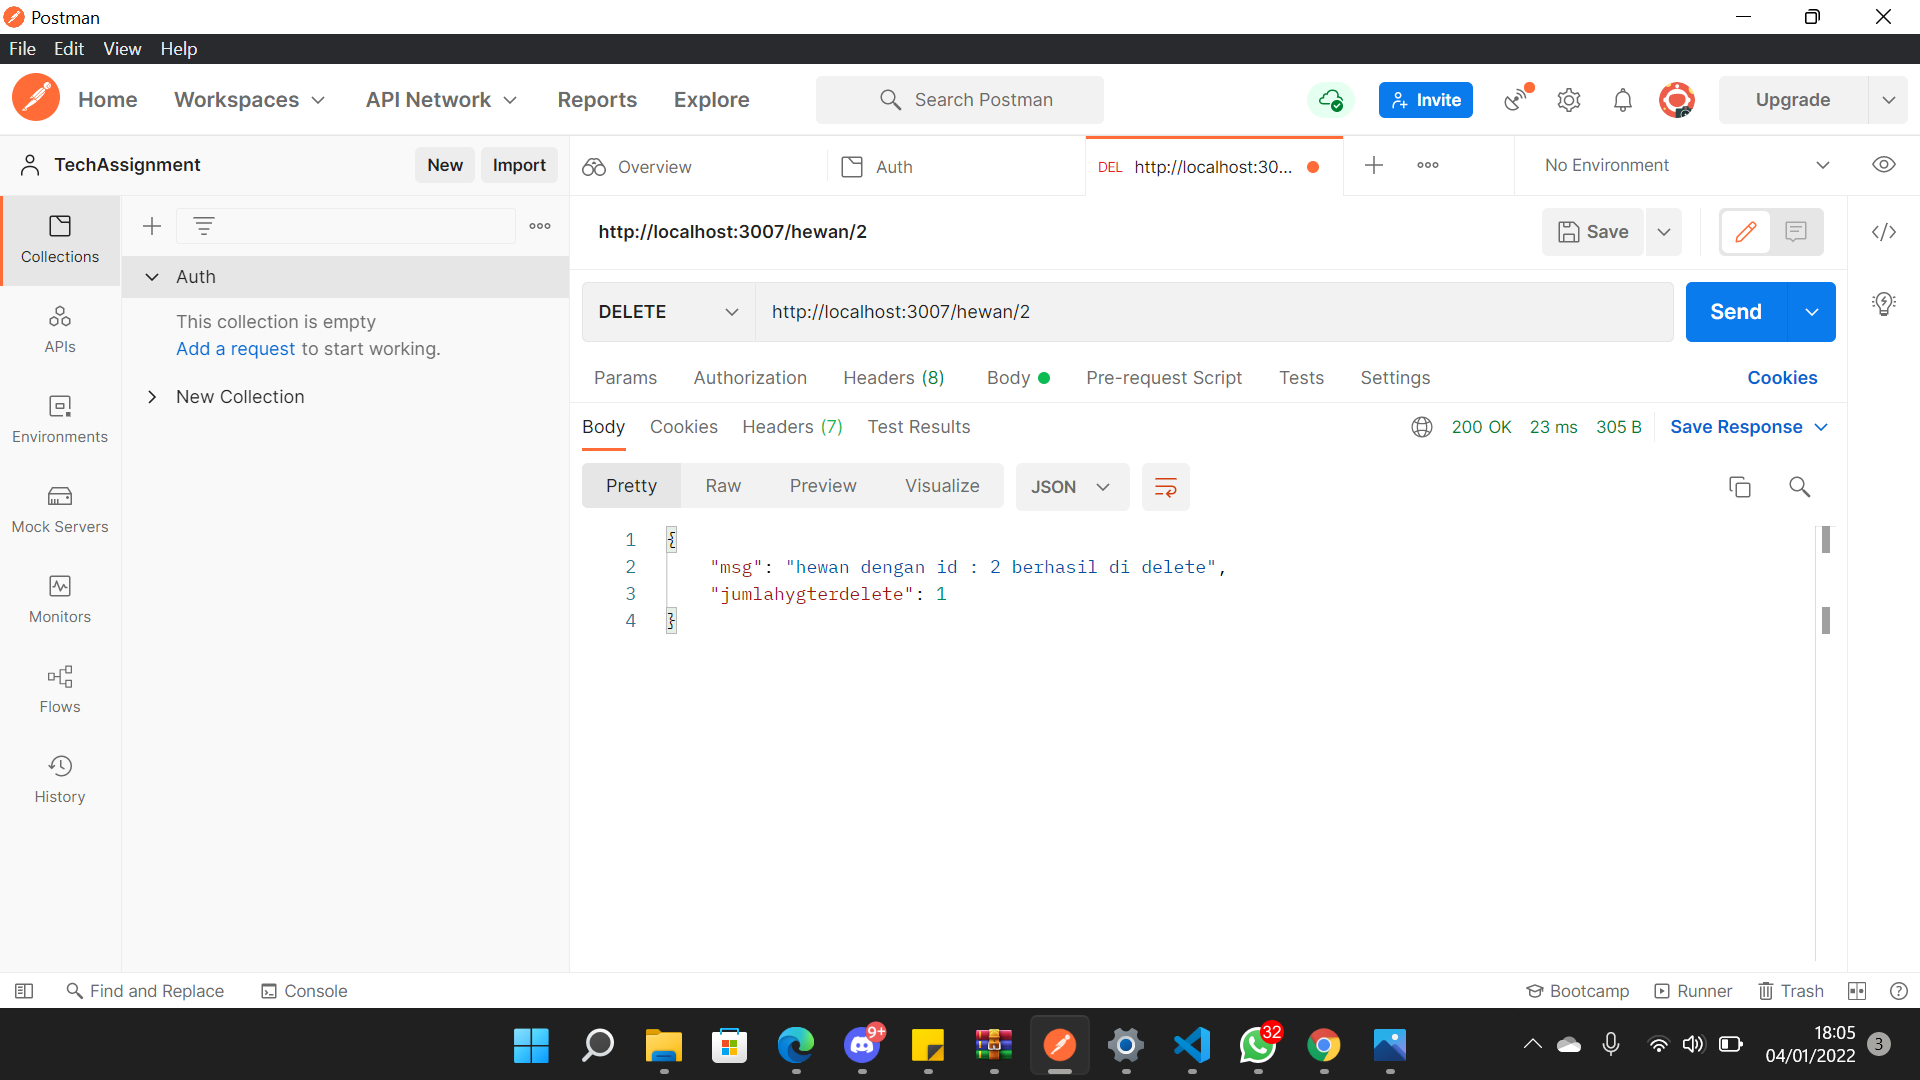 Postman
File Edit View Help
Home Workspaces API Network Reports Explore Search Postman Invite Upgrade
TechAssignment New Import Overview Auth DEL http://localhost:30... No Environment
Collections
APIs
Environments
Mock Servers
Monitors
Flows
History
Auth
This collection is empty
Add a request to start working.
New Collection
http://localhost:3007/hewan/2 Save
DELETE http://localhost:3007/hewan/2 Send
Params Authorization Headers (8) Body Pre-request Script Tests Settings Cookies
Body Cookies Headers (7) Test Results 200 OK 23 ms 305 B Save Response
Pretty Raw Preview Visualize JSON
1 {
2 "msg": "hewan dengan id : 2 berhasil di delete",
3 "jumlahygterdelete": 1
4 }
Find and Replace Console Bootcamp Runner Trash
9+ 32 18:05
04/01/2022 3